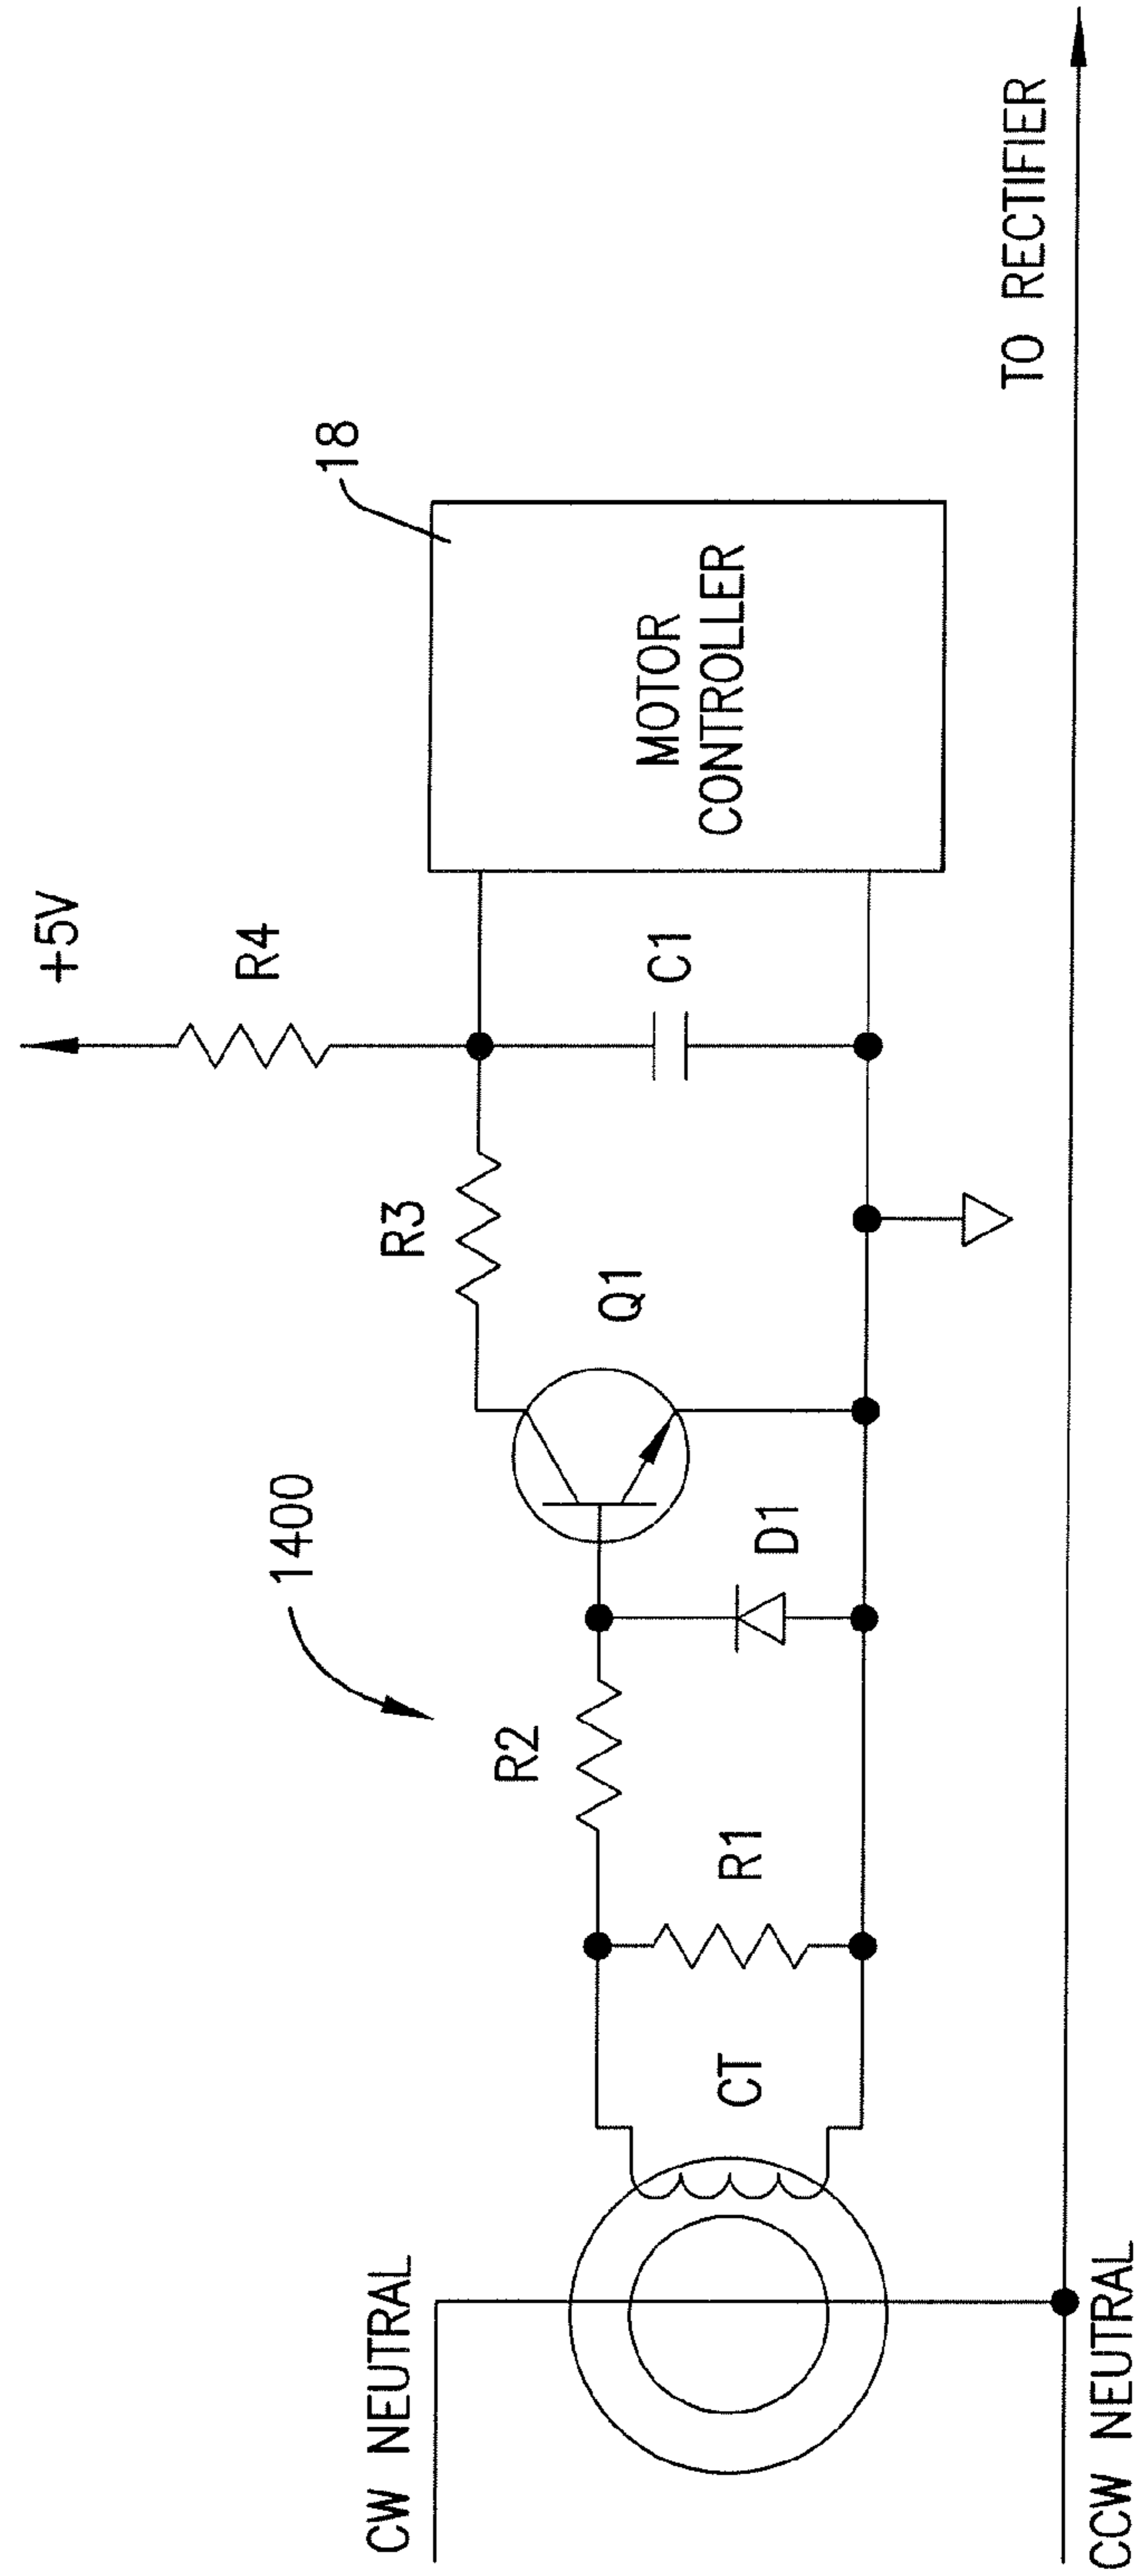 +5V
R4
18
1400
R3
C1
MOTOR
CONTROLLER
Q1
R2
D1
R1
CT
CW NEUTRAL
CCW NEUTRAL
TO RECTIFIER